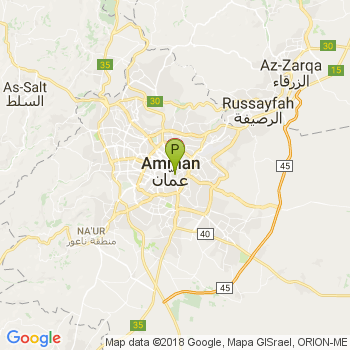 35
Az-Zarqa
الزرقاء
15
As-Salt
السلط
30
Russayfah
الرصيفة
P
Amman
عمان
45
NA'UR
منطقة ناعور
40
45
35
Google
Map data ©2018 Google, Mapa GISrael, ORION-ME